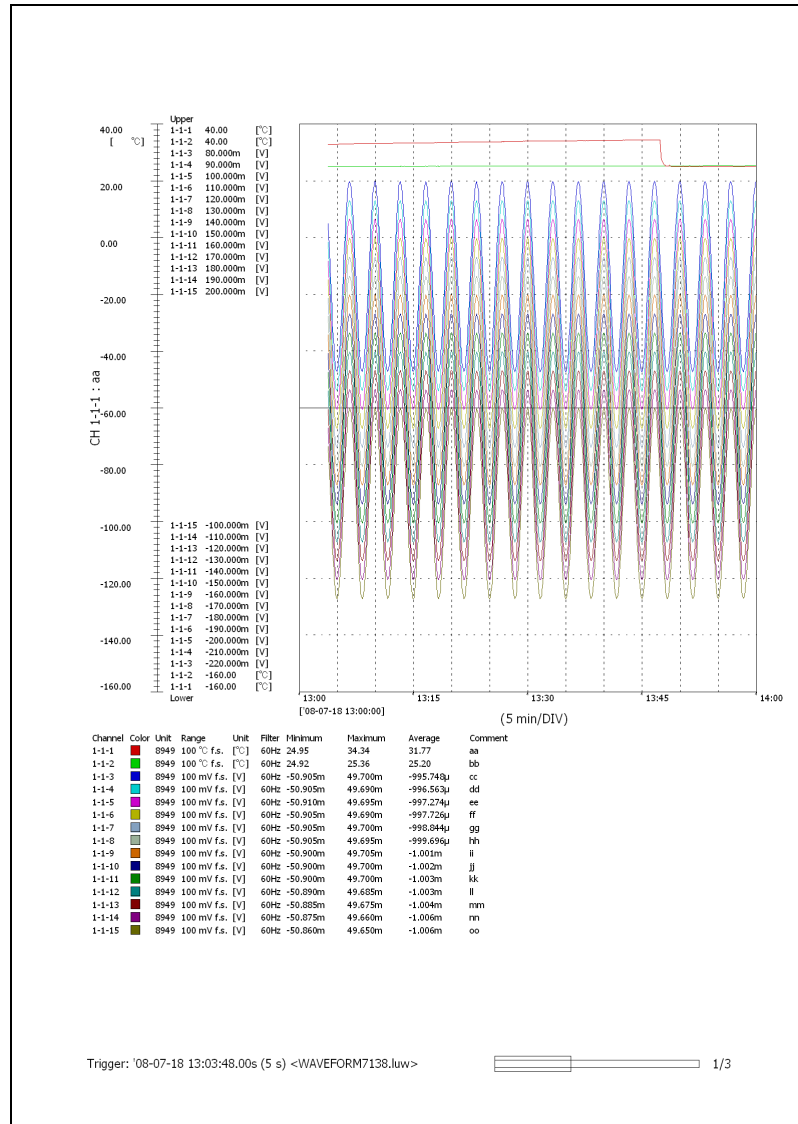 Upper
1-1-1 40.00 [℃]
1-1-2 40.00 [℃]
1-1-3 80.000m [V]
1-1-4 90.000m [V]
1-1-5 100.000m [V]
1-1-6 110.000m [V]
1-1-7 120.000m [V]
1-1-8 130.000m [V]
1-1-9 140.000m [V]
1-1-10 150.000m [V]
1-1-11 160.000m [V]
1-1-12 170.000m [V]
1-1-13 180.000m [V]
1-1-14 190.000m [V]
1-1-15 200.000m [V]
40.00
[ ℃]
20.00
0.00
-20.00
-40.00
-60.00
-80.00
-100.00
-120.00
-140.00
-160.00
CH 1-1-1 : aa
1-1-15 -100.000m [V]
1-1-14 -110.000m [V]
1-1-13 -120.000m [V]
1-1-12 -130.000m [V]
1-1-11 -140.000m [V]
1-1-10 -150.000m [V]
1-1-9 -160.000m [V]
1-1-8 -170.000m [V]
1-1-7 -180.000m [V]
1-1-6 -190.000m [V]
1-1-5 -200.000m [V]
1-1-4 -210.000m [V]
1-1-3 -220.000m [V]
1-1-2 -160.00 [℃]
1-1-1 -160.00 [℃]
Lower
13:00 13:15 13:30 13:45 14:00
['08-07-18 13:00:00]
(5 min/DIV)
Channel Color Unit Range Unit Filter Minimum Maximum Average Comment
1-1-1 8949 100 ℃ f.s. [℃] 60Hz 24.95 34.34 31.77 aa
1-1-2 8949 100 ℃ f.s. [℃] 60Hz 24.92 25.36 25.20 bb
1-1-3 8949 100 mV f.s. [V] 60Hz -50.905m 49.700m -995.748μ cc
1-1-4 8949 100 mV f.s. [V] 60Hz -50.905m 49.690m -996.563μ dd
1-1-5 8949 100 mV f.s. [V] 60Hz -50.910m 49.695m -997.274μ ee
1-1-6 8949 100 mV f.s. [V] 60Hz -50.905m 49.690m -997.726μ ff
1-1-7 8949 100 mV f.s. [V] 60Hz -50.905m 49.700m -998.844μ gg
1-1-8 8949 100 mV f.s. [V] 60Hz -50.905m 49.695m -999.696μ hh
1-1-9 8949 100 mV f.s. [V] 60Hz -50.900m 49.705m -1.001m ii
1-1-10 8949 100 mV f.s. [V] 60Hz -50.900m 49.700m -1.002m jj
1-1-11 8949 100 mV f.s. [V] 60Hz -50.900m 49.700m -1.003m kk
1-1-12 8949 100 mV f.s. [V] 60Hz -50.890m 49.685m -1.003m ll
1-1-13 8949 100 mV f.s. [V] 60Hz -50.885m 49.675m -1.004m mm
1-1-14 8949 100 mV f.s. [V] 60Hz -50.875m 49.660m -1.006m nn
1-1-15 8949 100 mV f.s. [V] 60Hz -50.860m 49.650m -1.006m oo
Trigger: '08-07-18 13:03:48.00s (5 s) <WAVEFORM7138.luw> 1/3